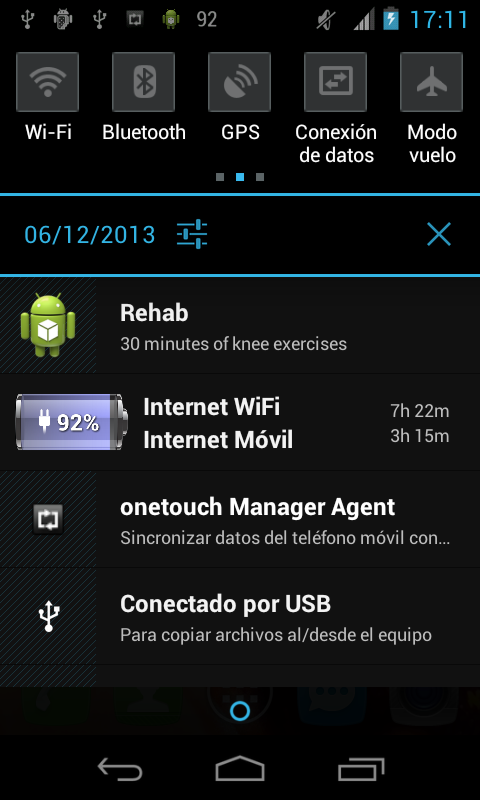 92
17:11
Wi-Fi
Bluetooth
GPS
Conexión
de datos
Modo
vuelo
06/12/2013
Rehab
30 minutes of knee exercises
92%
Internet WiFi
7h 22m
Internet Móvil
3h 15m
onetouch Manager Agent
Sincronizar datos del teléfono móvil con...
Conectado por USB
Para copiar archivos al/desde el equipo